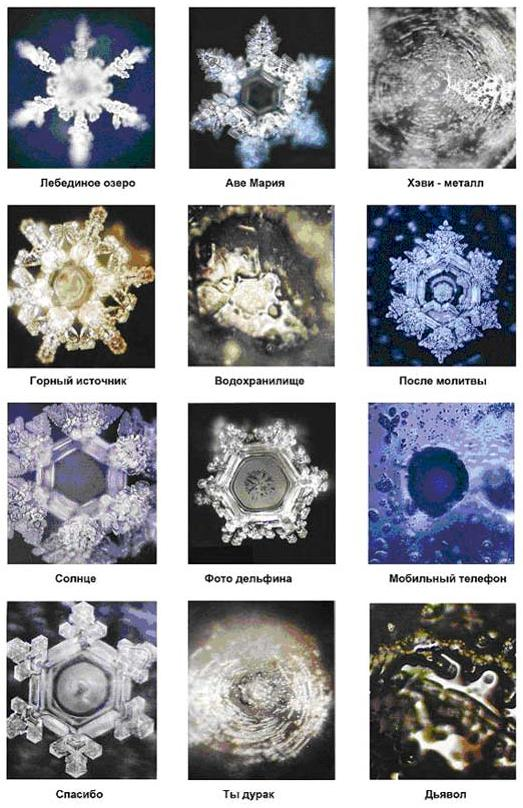 Лебединое озеро
Аве Мария
Хэви - металл
Горный источник
Водохранилище
После молитвы
Солнце
Фото дельфина
Мобильный телефон
Спасибо
Ты дурак
Дьявол